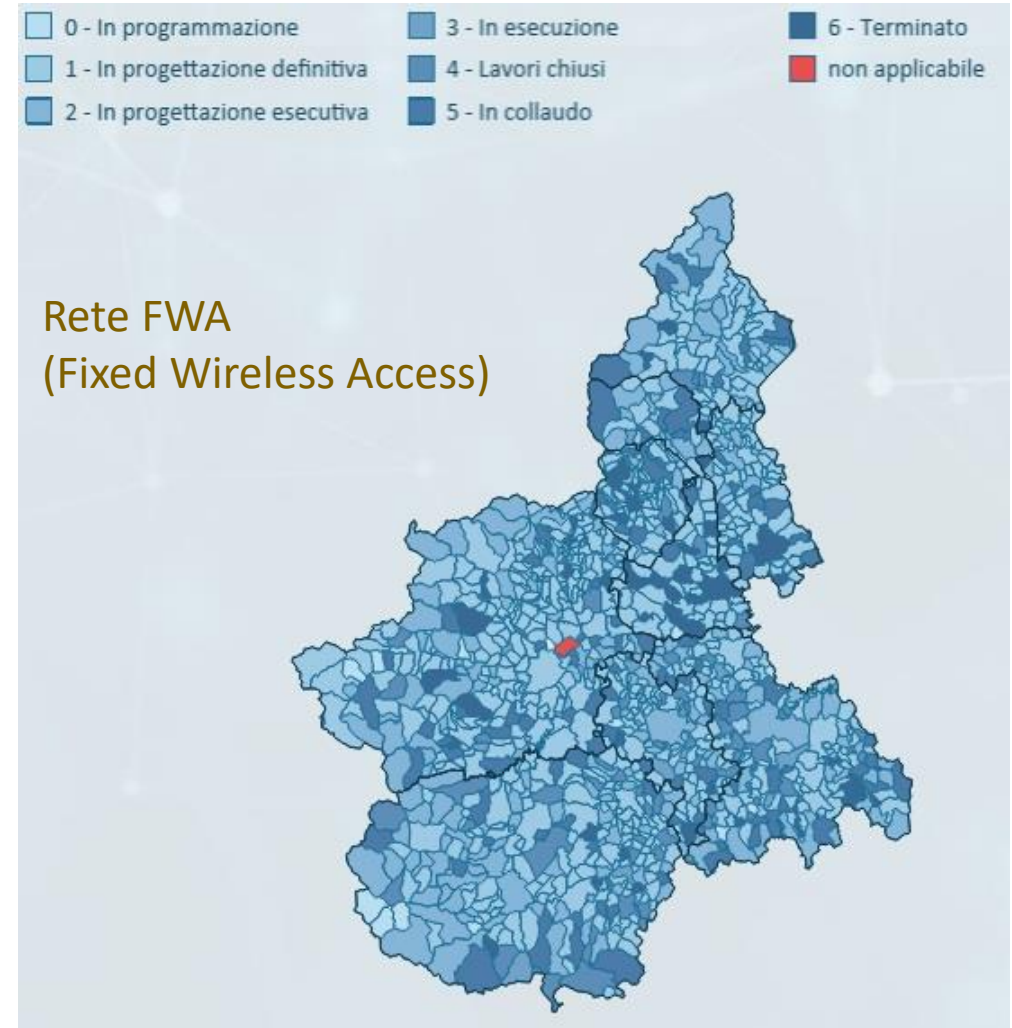 0 - In programmazione
1 - In progettazione definitiva
2 - In progettazione esecutiva
3 - In esecuzione
4 - Lavori chiusi
5 - In collaudo
6 - Terminato
non applicabile
Rete FWA
(Fixed Wireless Access)